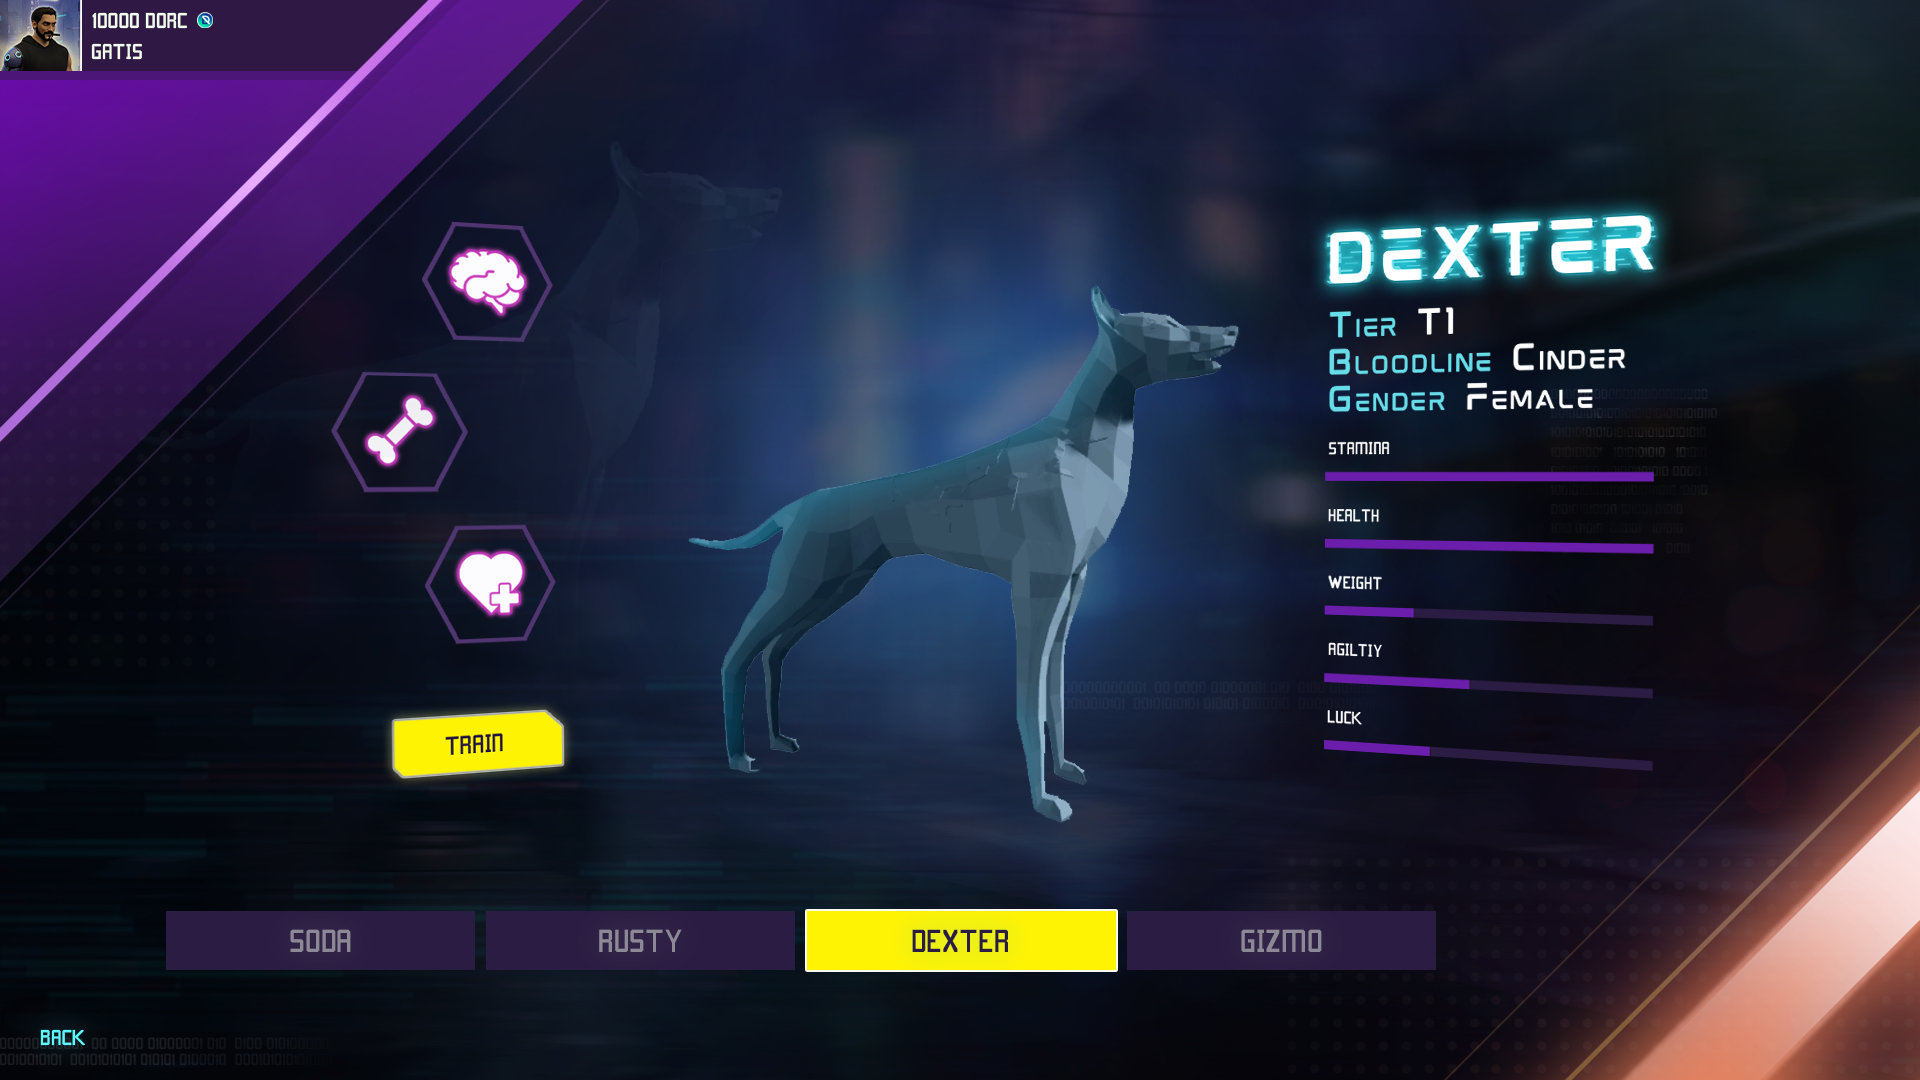 10000 DORC
GATIS
DEXTER
TIER T1
BLOODLINE CINDER
GENDER FEMALE
STAMINA
HEALTH
WEIGHT
AGILTIY
LUCK
TRAIN
SODA
RUSTY
DEXTER
GIZMO
BACK